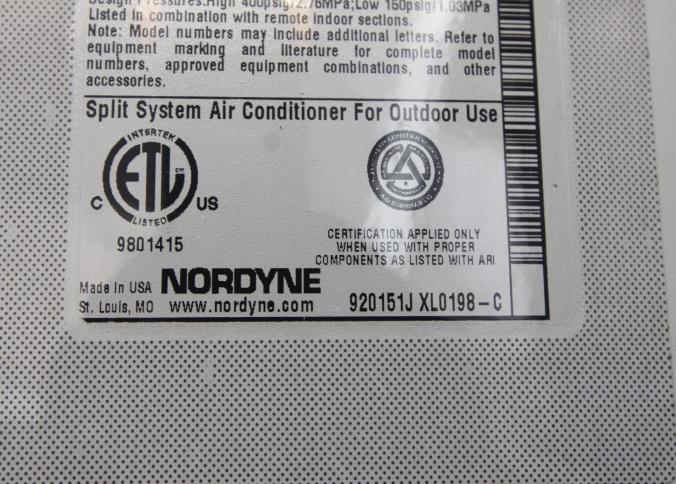 Design Pressures:High 400psig/2.76MPa;Low 150psig/1.03MPa
Listed in combination with remote indoor sections.
Note: Model numbers may include additional letters. Refer to
equipment marking and literature for complete model
numbers, approved equipment combinations, and other
accessories.
Split System Air Conditioner For Outdoor Use
INTERTEK
C ETL US
CM
LISTED
9801415
CERTIFICATION APPLIED ONLY
WHEN USED WITH PROPER
COMPONENTS AS LISTED WITH ARI
Made in USA NORDYNE
St. Louis, MO www.nordyne.com 920151J XL0198-C